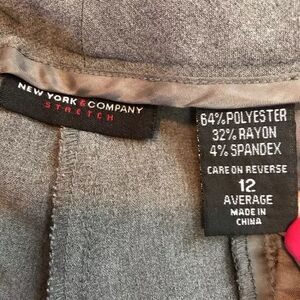 NEW YORK & COMPANY
STRETCH
64% POLYESTER
32% RAYON
4% SPANDEX
CARE ON REVERSE
12
AVERAGE
MADE IN
CHINA